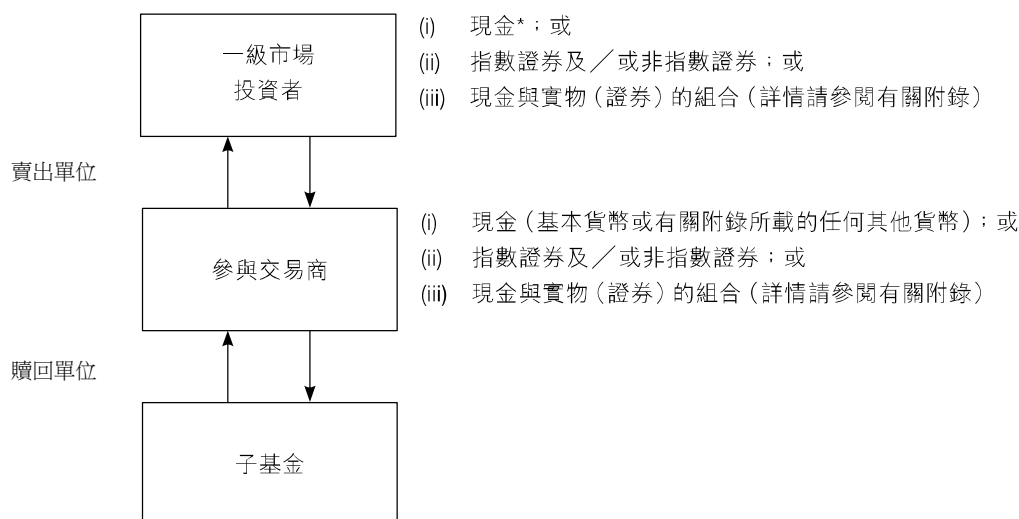 一級市場
投資者
(i) 現金*；或
(ii) 指數證券及／或非指數證券；或
(iii) 現金與實物（證券）的組合（詳情請參閱有關附錄）
賣出單位
參與交易商
(i) 現金（基本貨幣或有關附錄所載的任何其他貨幣）；或
(ii) 指數證券及／或非指數證券；或
(iii) 現金與實物（證券）的組合（詳情請參閱有關附錄）
贖回單位
子基金